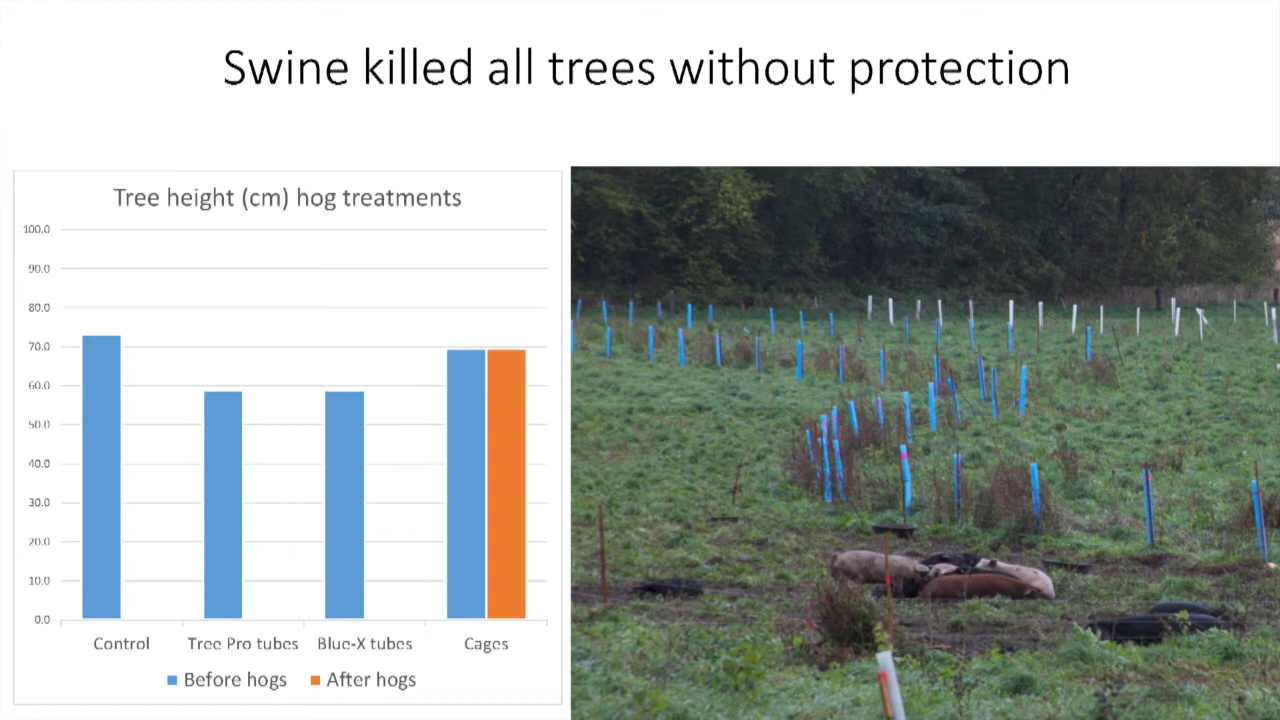 Swine killed all trees without protection
Tree height (cm) hog treatments
100.0
90.0
80.0
70.0
60.0
50.0
40.0
30.0
20.0
10.0
0.0
Control Tree Pro tubes Blue-X tubes Cages
Before hogs After hogs